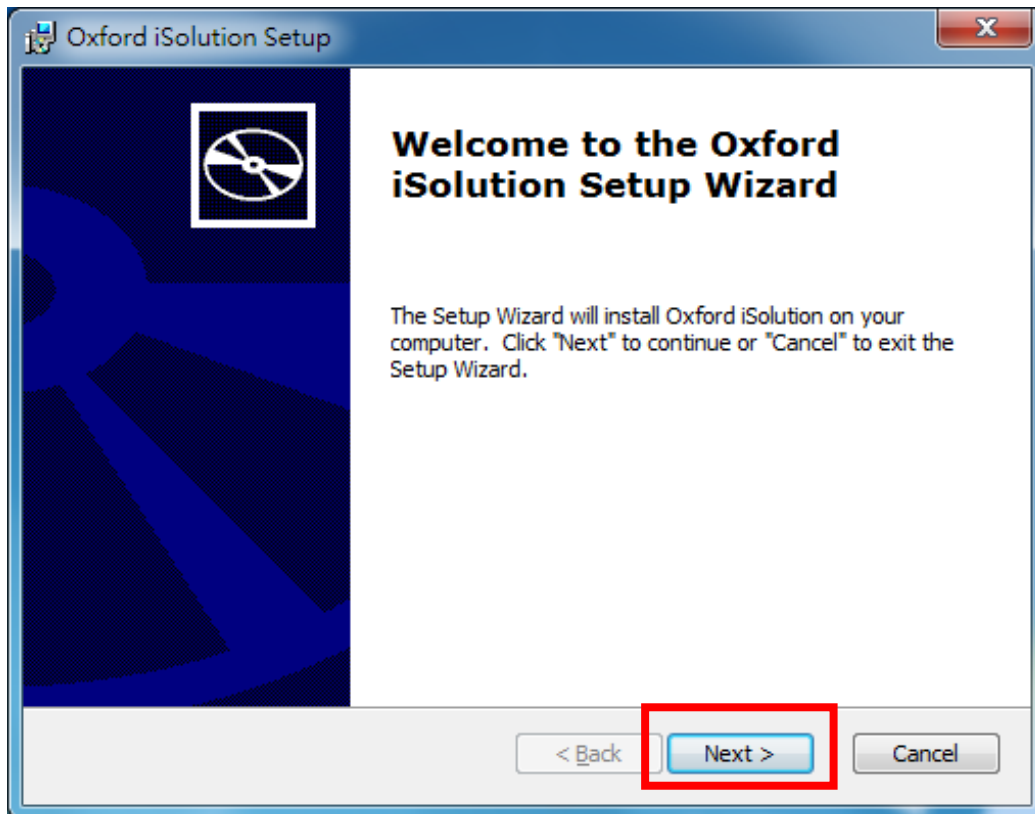 Oxford iSolution Setup
Welcome to the Oxford
iSolution Setup Wizard
The Setup Wizard will install Oxford iSolution on your
computer.  Click "Next" to continue or "Cancel" to exit the
Setup Wizard.
< Back Next > Cancel